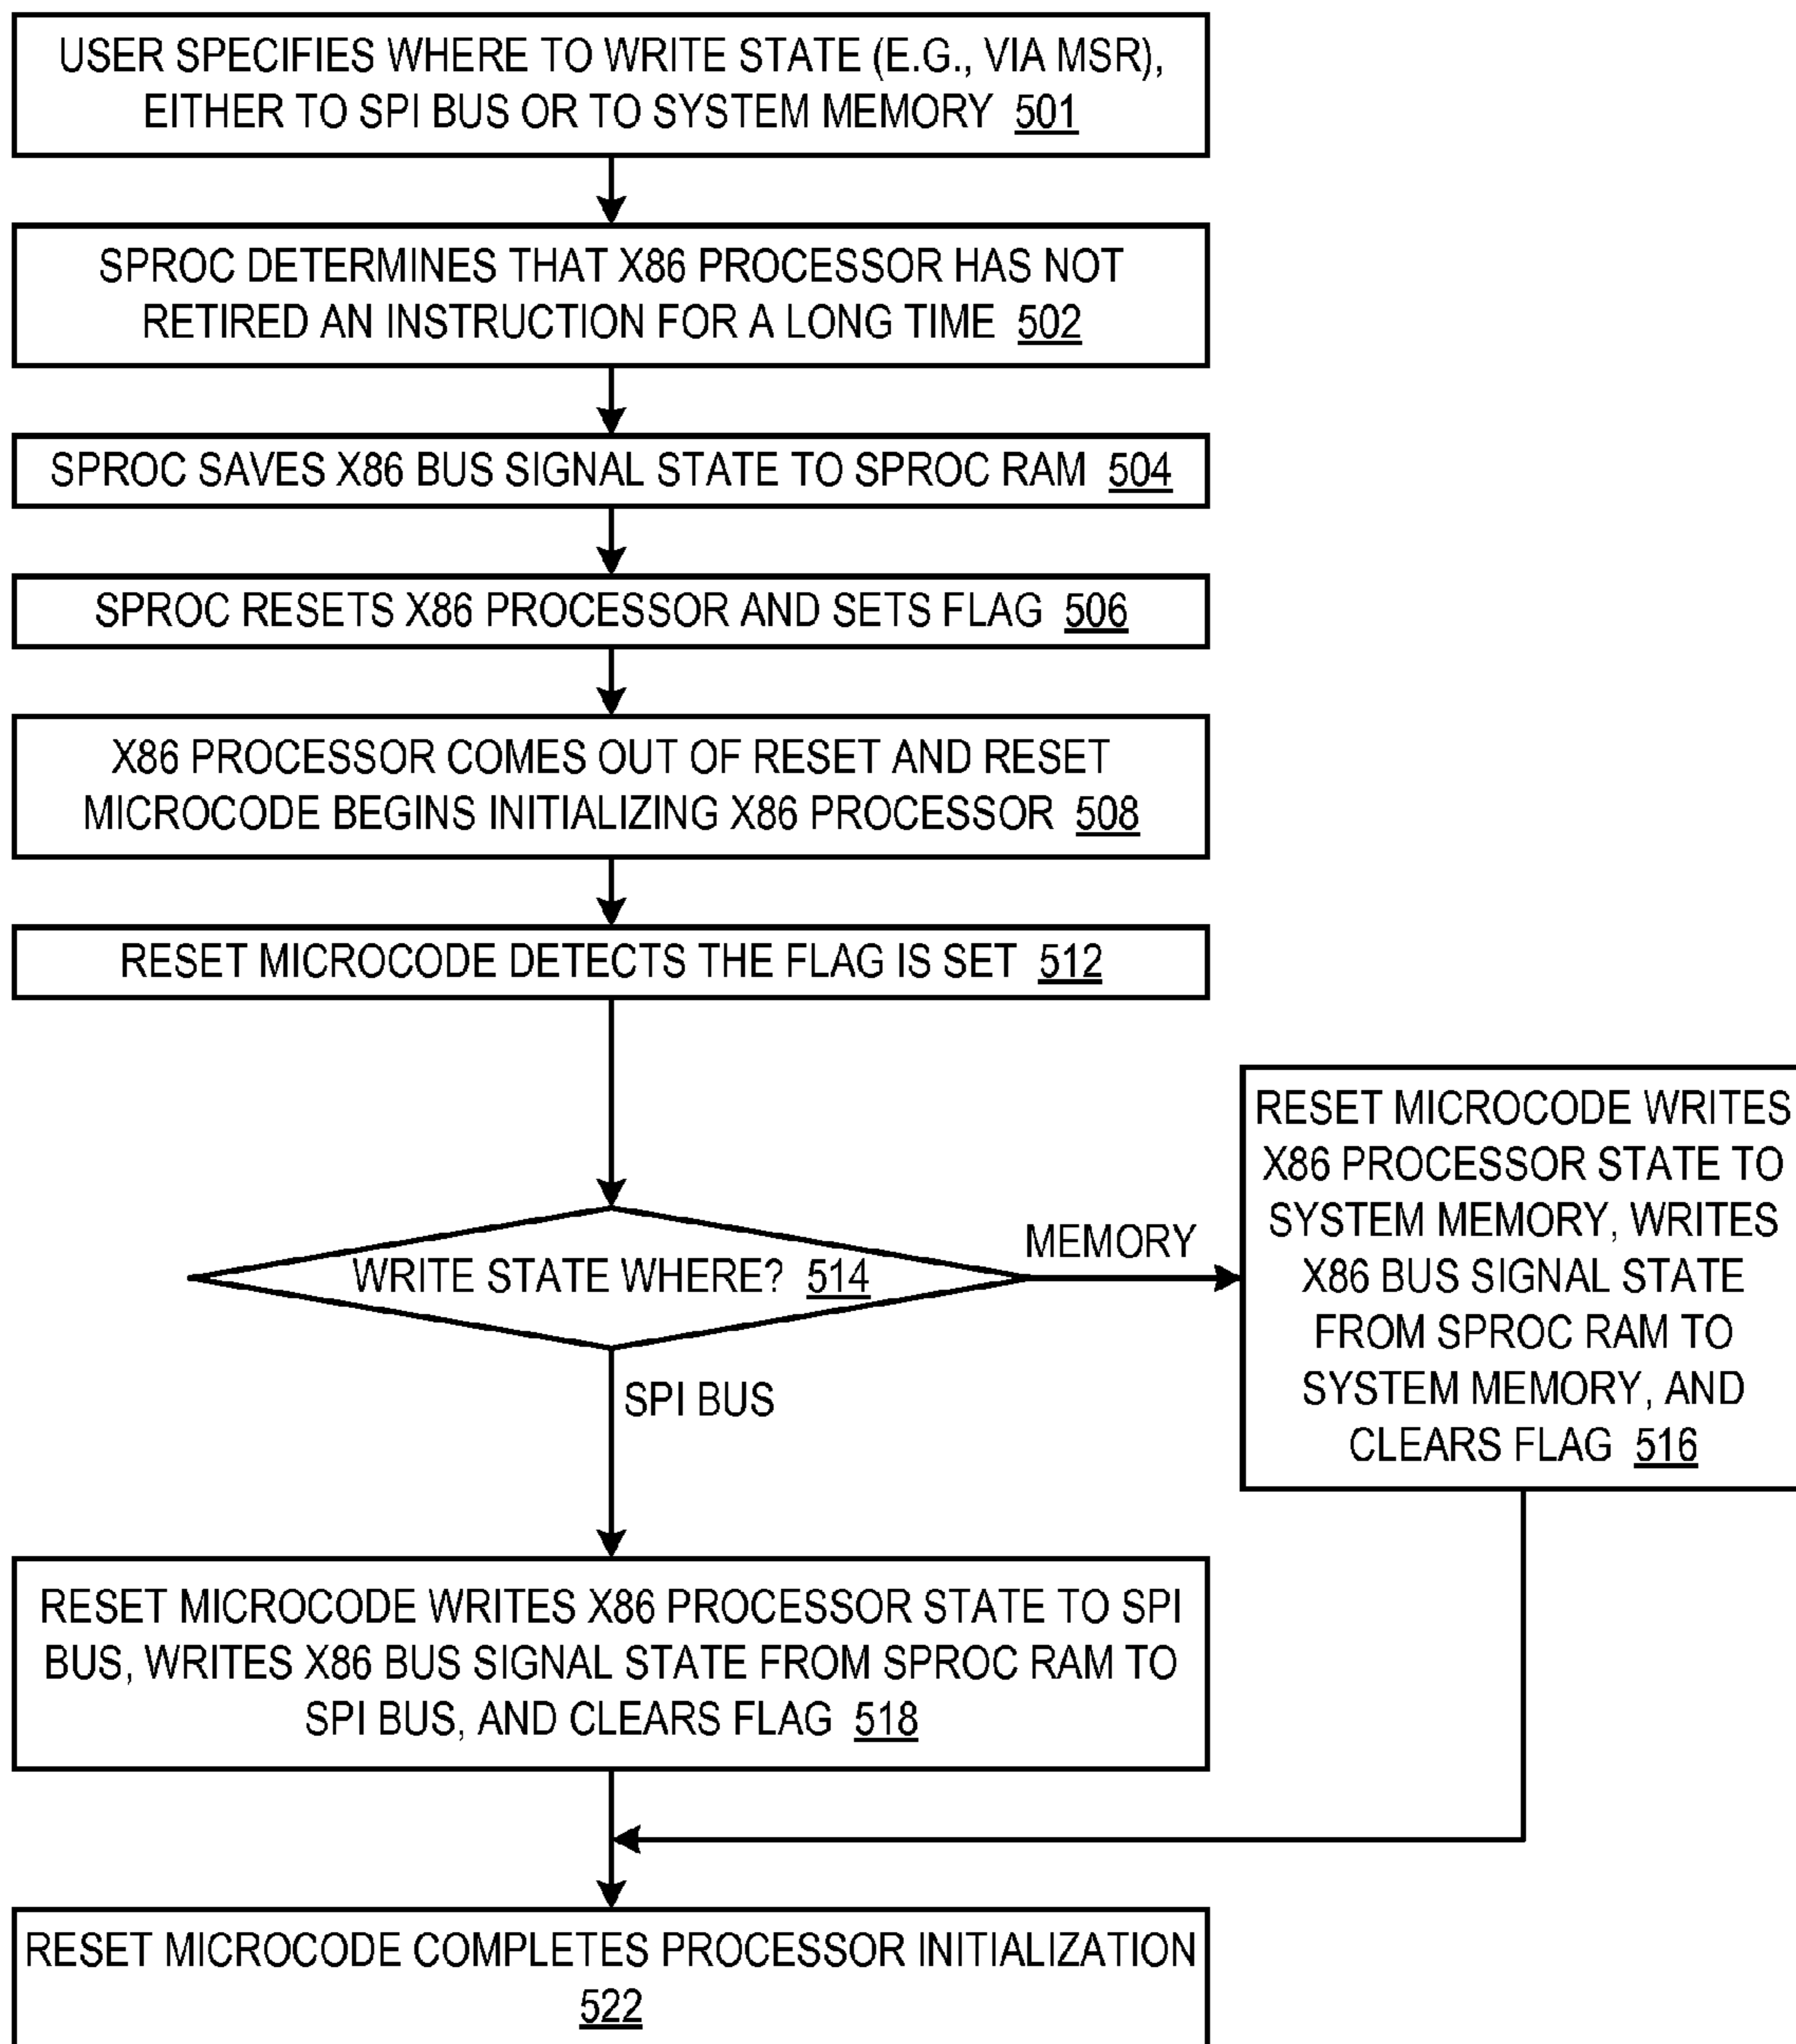 USER SPECIFIES WHERE TO WRITE STATE (E.G., VIA MSR),
EITHER TO SPI BUS OR TO SYSTEM MEMORY 501
SPROC DETERMINES THAT X86 PROCESSOR HAS NOT
RETIRED AN INSTRUCTION FOR A LONG TIME 502
SPROC SAVES X86 BUS SIGNAL STATE TO SPROC RAM 504
SPROC RESETS X86 PROCESSOR AND SETS FLAG 506
X86 PROCESSOR COMES OUT OF RESET AND RESET
MICROCODE BEGINS INITIALIZING X86 PROCESSOR 508
RESET MICROCODE DETECTS THE FLAG IS SET 512
WRITE STATE WHERE? 514
MEMORY
RESET MICROCODE WRITES
X86 PROCESSOR STATE TO
SYSTEM MEMORY, WRITES
X86 BUS SIGNAL STATE
FROM SPROC RAM TO
SYSTEM MEMORY, AND
CLEARS FLAG 516
SPI BUS
RESET MICROCODE WRITES X86 PROCESSOR STATE TO SPI
BUS, WRITES X86 BUS SIGNAL STATE FROM SPROC RAM TO
SPI BUS, AND CLEARS FLAG 518
RESET MICROCODE COMPLETES PROCESSOR INITIALIZATION
522